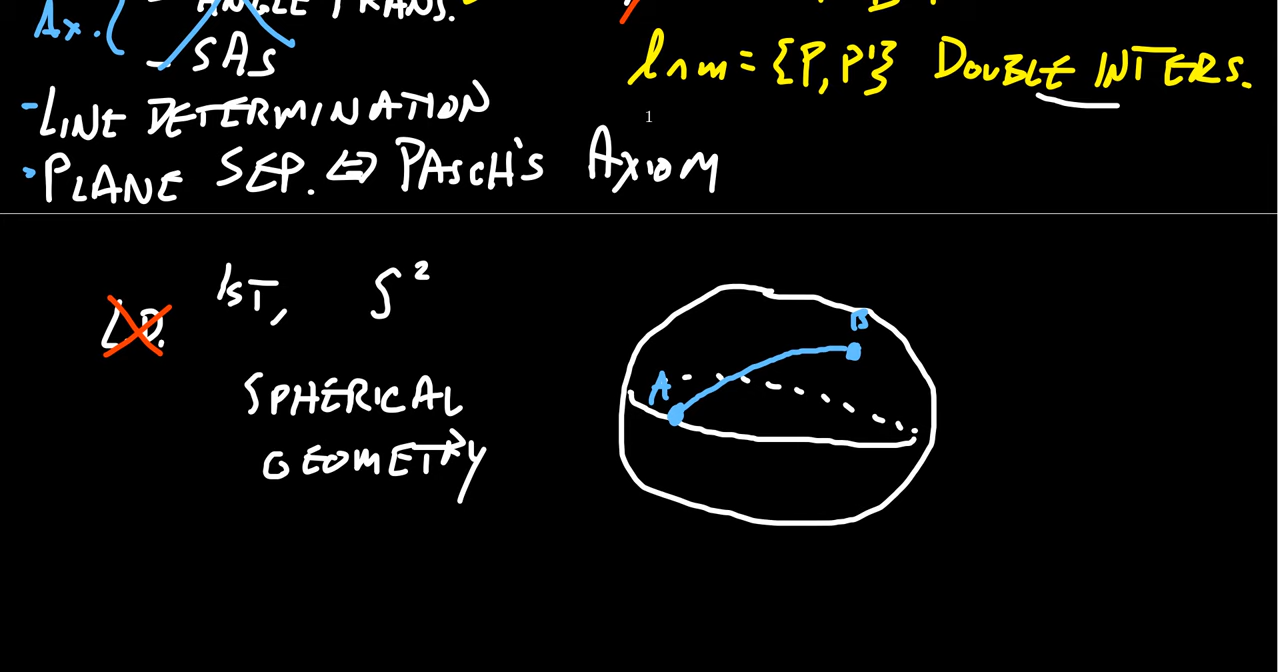 Ax. { - ANGLE TRANS.
- SAS
l ∩ m = {P, P'} DOUBLE INTERS.
- LINE DETERMINATION
1
• PLANE SEP. ⇔ PASCH'S AXIOM
L.D.
1ST, S²
B
A
SPHERICAL
GEOMETRY